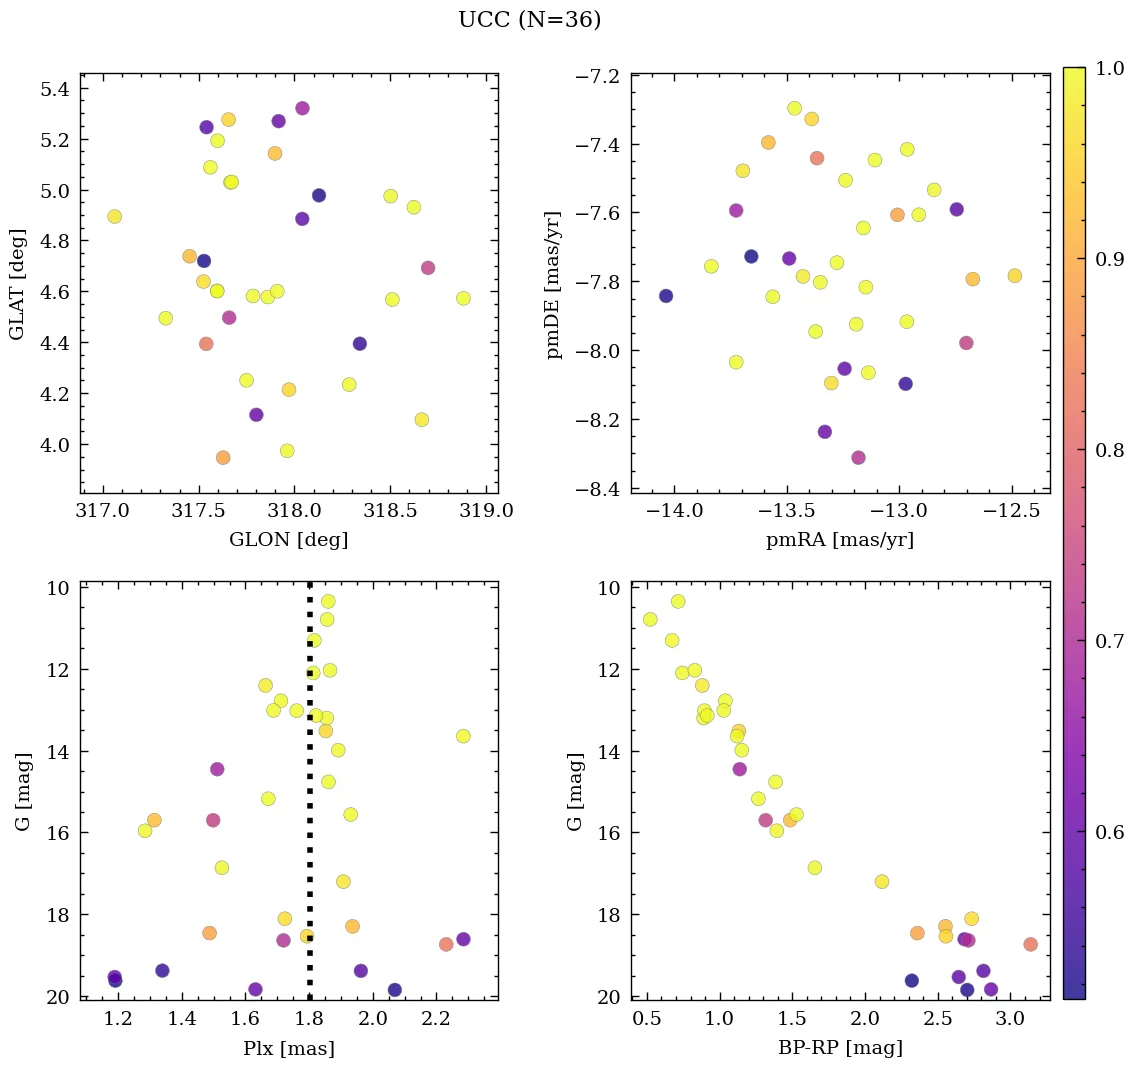 UCC (N=36)
5.4
5.2
5.0
4.8
4.6
4.4
4.2
4.0
GLAT [deg]
317.0 317.5 318.0 318.5 319.0
GLON [deg]
−7.2
−7.4
−7.6
−7.8
−8.0
−8.2
−8.4
pmDE [mas/yr]
−14.0 −13.5 −13.0 −12.5
pmRA [mas/yr]
10
12
14
16
18
20
G [mag]
1.2 1.4 1.6 1.8 2.0 2.2
Plx [mas]
10
12
14
16
18
20
G [mag]
0.5 1.0 1.5 2.0 2.5 3.0
BP-RP [mag]
1.0
0.9
0.8
0.7
0.6